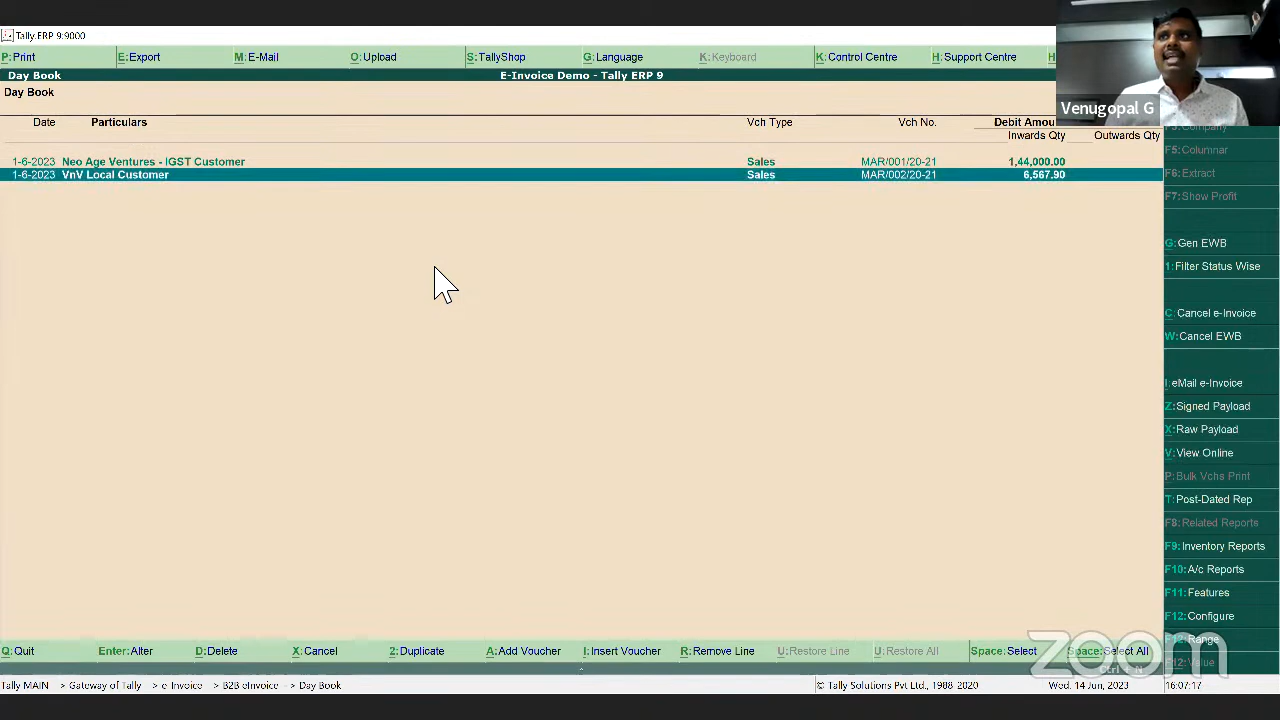 Tally.ERP 9:9000
P:Print E:Export M:E-Mail O:Upload S:TallyShop G:Language K:Keyboard K:Control Centre H:Support Centre H:
Day Book E-Invoice Demo - Tally ERP 9
Day Book
Venugopal G
Date Particulars Vch Type Vch No. Debit Amou
Inwards Qty Outwards Qty
1-6-2023 Neo Age Ventures - IGST Customer Sales MAR/001/20-21 1,44,000.00
1-6-2023 VnV Local Customer Sales MAR/002/20-21 6,567.90
F3:Company
F5:Columnar
F6:Extract
F7:Show Profit
G:Gen EWB
1:Filter Status Wise
C:Cancel e-Invoice
W:Cancel EWB
I:eMail e-Invoice
Z:Signed Payload
X:Raw Payload
V:View Online
P:Bulk Vchs Print
T:Post-Dated Rep
F8:Related Reports
F9:Inventory Reports
F10:A/c Reports
F11:Features
F12:Configure
F12:Range
F12:Value
zoom
Q:Quit Enter:Alter D:Delete X:Cancel 2:Duplicate A:Add Voucher I:Insert Voucher R:Remove Line U:Restore Line U:Restore All Space:Select Space:Select All
Ctrl + N
Tally MAIN --> Gateway of Tally --> e-Invoice --> B2B eInvoice --> Day Book © Tally Solutions Pvt Ltd., 1988-2020 Wed, 14 Jun, 2023 16:07:17